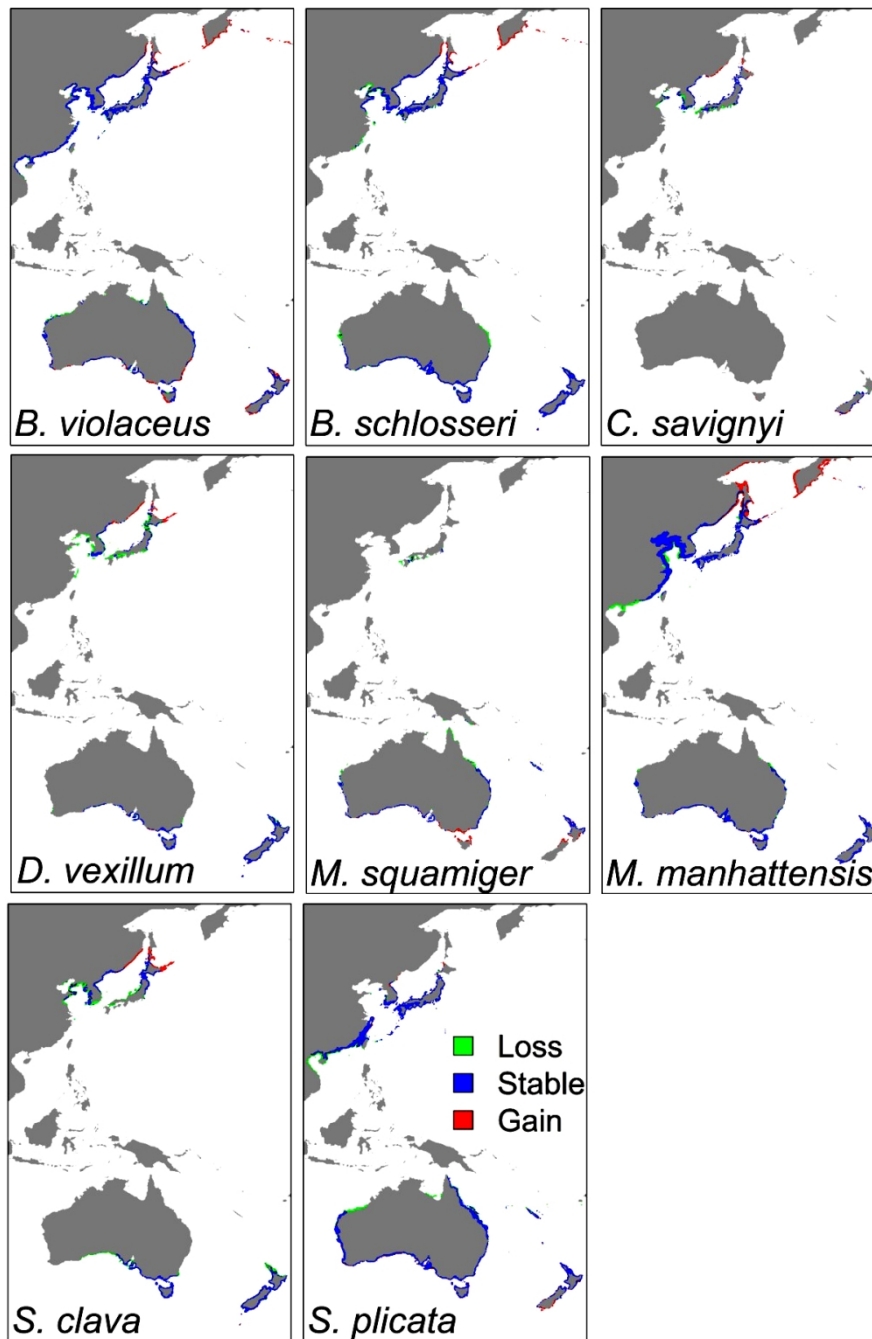 B. violaceus
B. schlosseri
C. savignyi
D. vexillum
M. squamiger
M. manhattensis
Loss
Stable
Gain
S. clava
S. plicata